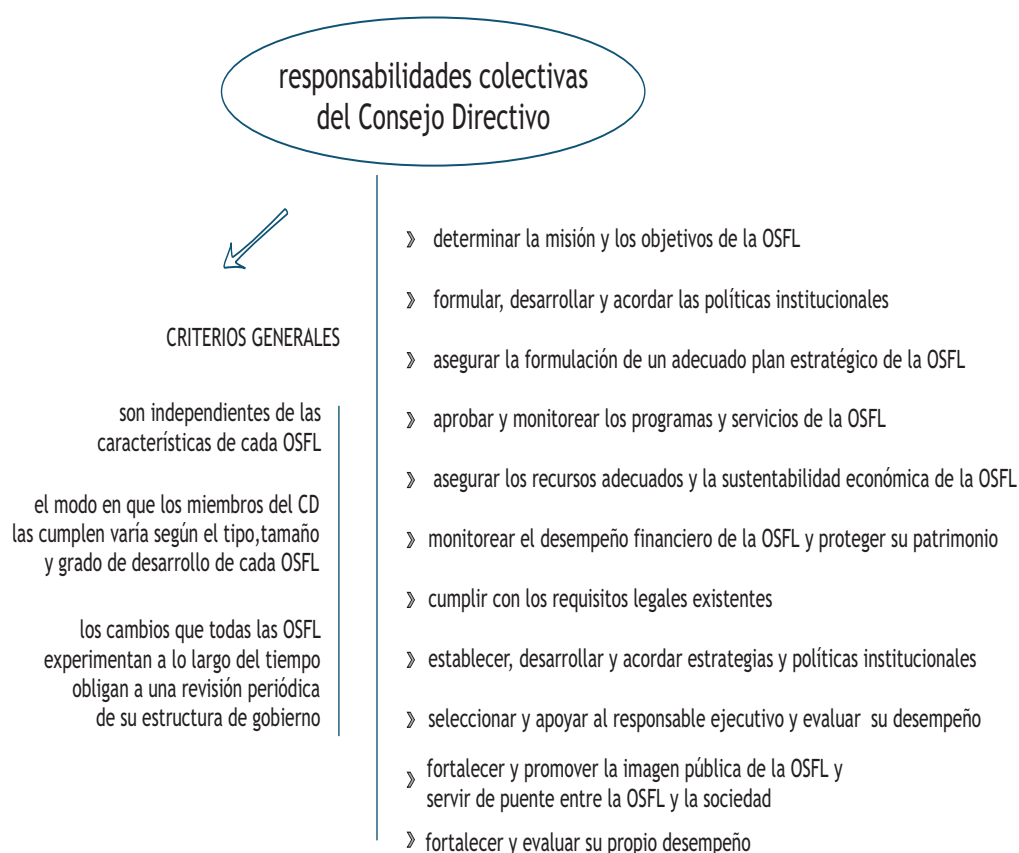 responsabilidades colectivas
del Consejo Directivo
CRITERIOS GENERALES
son independientes de las
características de cada OSFL
el modo en que los miembros del CD
las cumplen varía según el tipo,tamaño
y grado de desarrollo de cada OSFL
los cambios que todas las OSFL
experimentan a lo largo del tiempo
obligan a una revisión periódica
de su estructura de gobierno
》 determinar la misión y los objetivos de la OSFL
》 formular, desarrollar y acordar las políticas institucionales
》 asegurar la formulación de un adecuado plan estratégico de la OSFL
》 aprobar y monitorear los programas y servicios de la OSFL
》 asegurar los recursos adecuados y la sustentabilidad económica de la OSFL
》 monitorear el desempeño financiero de la OSFL y proteger su patrimonio
》 cumplir con los requisitos legales existentes
》 establecer, desarrollar y acordar estrategias y políticas institucionales
》 seleccionar y apoyar al responsable ejecutivo y evaluar su desempeño
》 fortalecer y promover la imagen pública de la OSFL y
servir de puente entre la OSFL y la sociedad
》 fortalecer y evaluar su propio desempeño